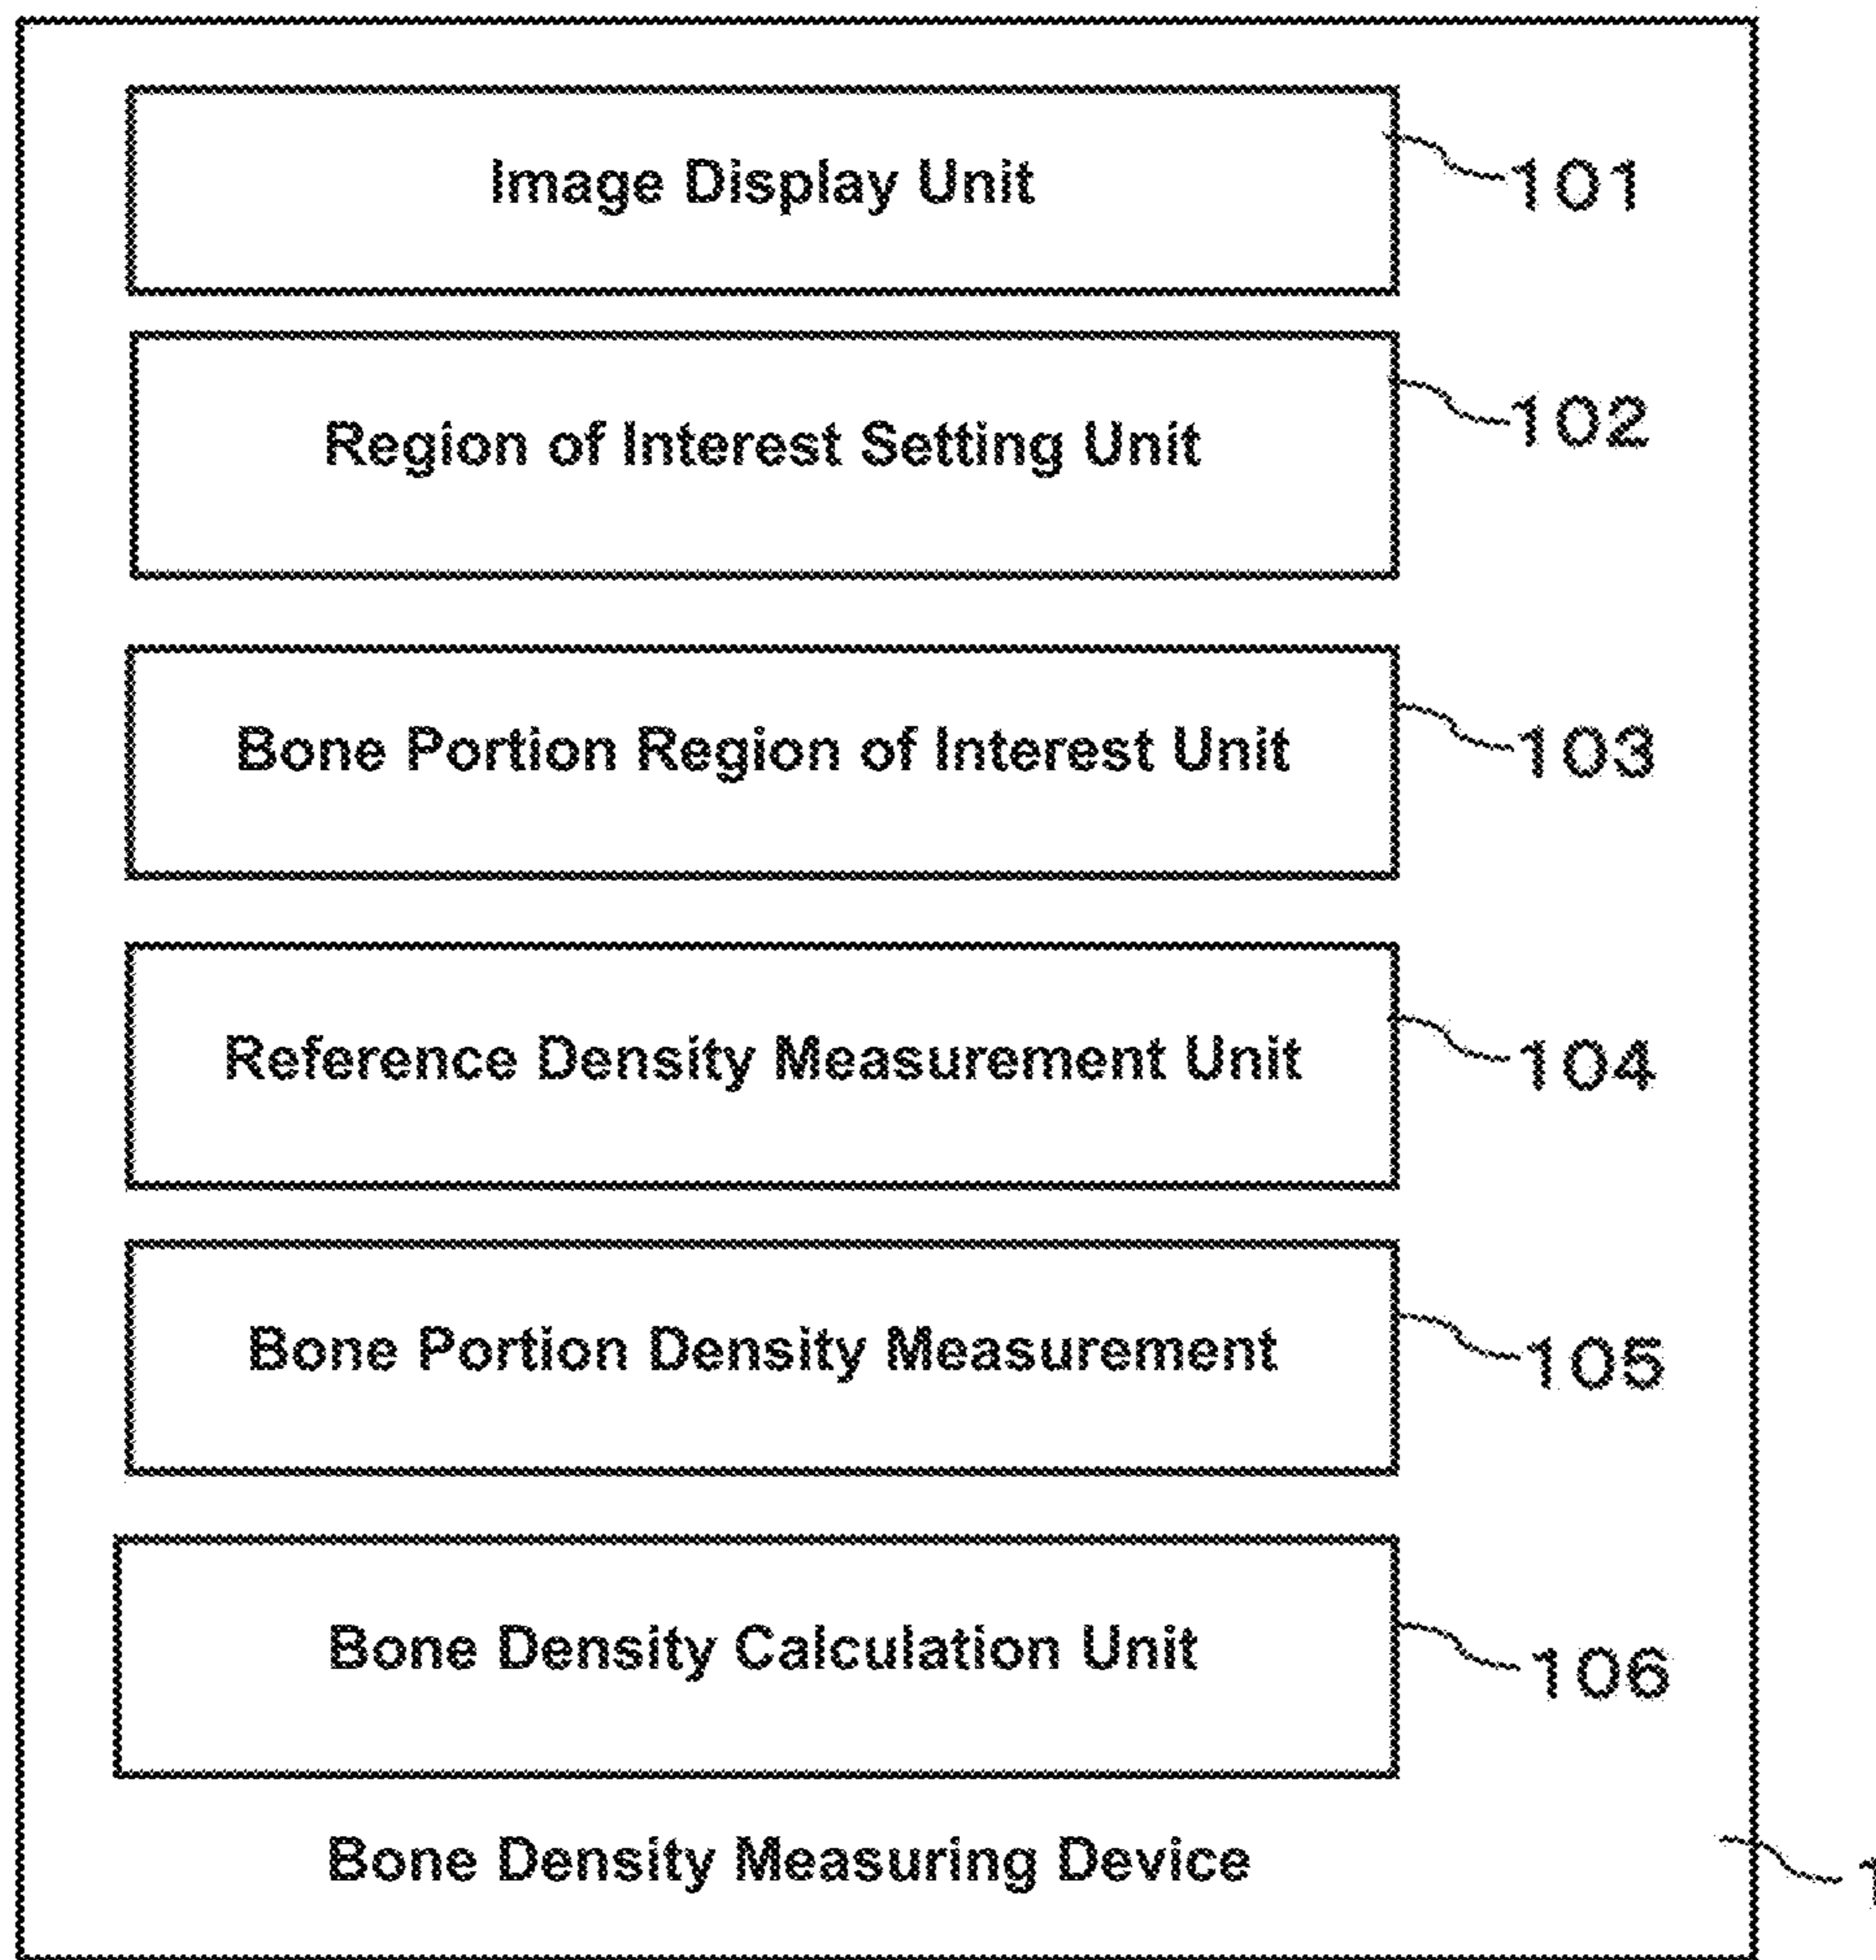 Image Display Unit 101
Region of Interest Setting Unit 102
Bone Portion Region of Interest Unit 103
Reference Density Measurement Unit 104
Bone Portion Density Measurement 105
Bone Density Calculation Unit 106
Bone Density Measuring Device